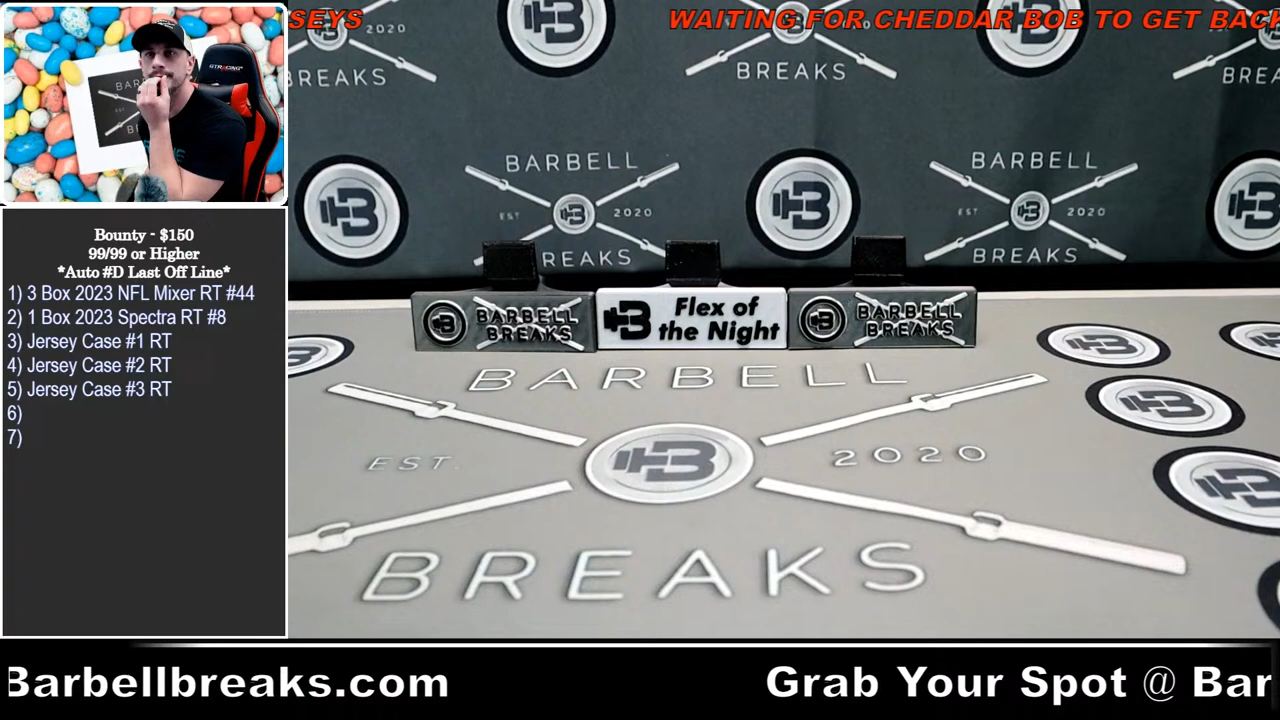 SEYS
WAITING FOR CHEDDAR BOB TO GET BACK
GTRACING
BAR
Bounty - $150
99/99 or Higher
*Auto #D Last Off Line*
1) 3 Box 2023 NFL Mixer RT #44
2) 1 Box 2023 Spectra RT #8
3) Jersey Case #1 RT
4) Jersey Case #2 RT
5) Jersey Case #3 RT
6)
7)
2020
BREAKS
BREAKS
BREA
BARBELL
EST 2020
BREAKS
BARBELL
EST 2020
BREAKS
BARBELL
BREAKS
Flex of
the Night
BARBELL
BREAKS
BARBELL
EST. 2020
BREAKS
Barbellbreaks.com
Grab Your Spot @ Bar